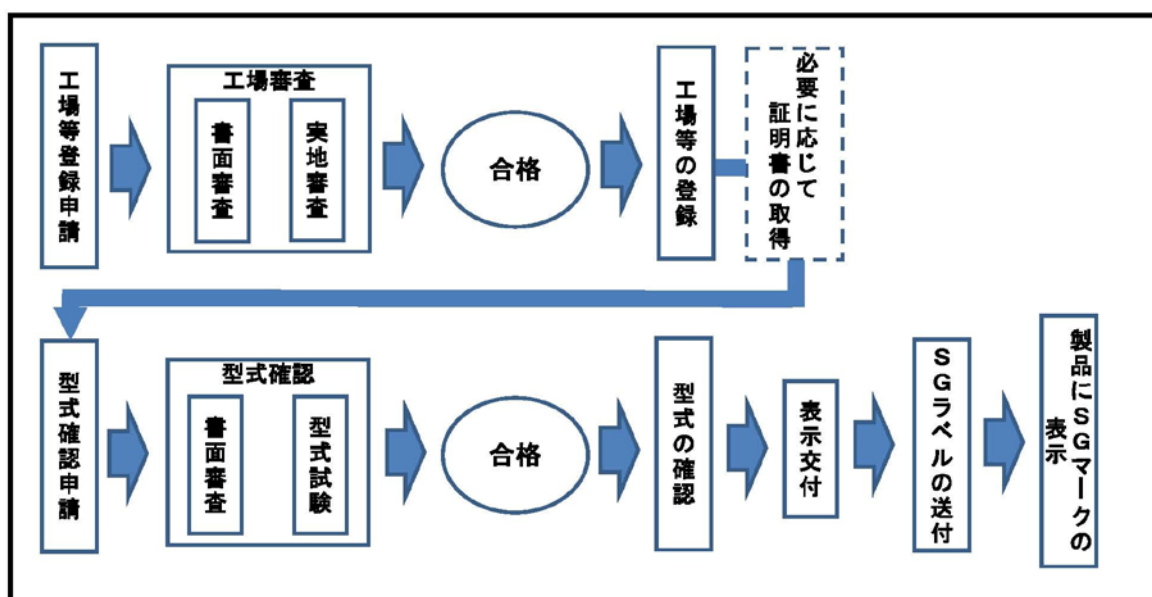 工場等登録申請
工場審査
書面審査
実地審査
合格
工場等の登録
必要に応じて
証明書の取得
型式確認申請
型式確認
書面審査
型式試験
合格
型式の確認
表示交付
SGラベルの送付
製品にSGマークの
表示